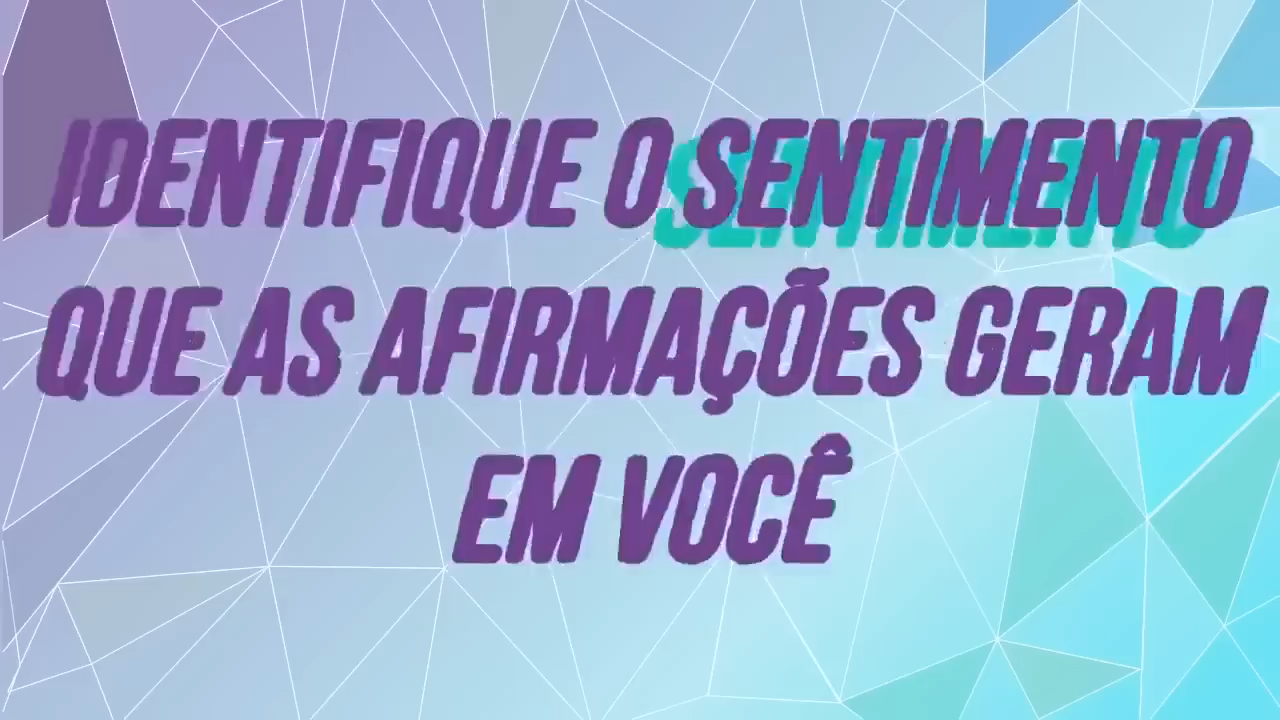 IDENTIFIQUE O SENTIMENTO
QUE AS AFIRMAÇÕES GERAM
EM VOCÊ